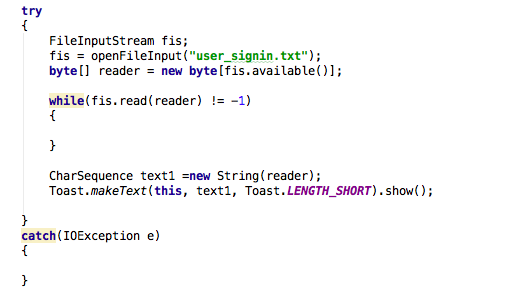 try
{
    FileInputStream fis;
    fis = openFileInput("user_signin.txt");
    byte[] reader = new byte[fis.available()];
    while(fis.read(reader) != -1)
    {
    }
    CharSequence text1 =new String(reader);
    Toast.makeText(this, text1, Toast.LENGTH_SHORT).show();
}
catch(IOException e)
{
}